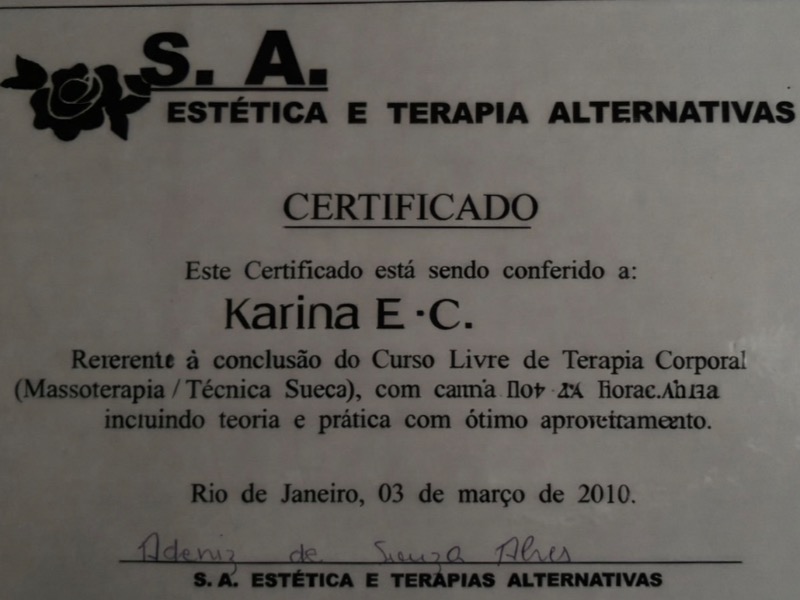 S. A.
ESTÉTICA E TERAPIA ALTERNATIVAS
CERTIFICADO
Este Certificado está sendo conferido a:
Karina E·C.
Rererente à conclusão do Curso Livre de Terapia Corporal
(Massoterapia / Técnica Sueca), com
incluindo teoria e prática com ótimo aproveitamento.
Rio de Janeiro, 03 de março de 2010.
Adeniz de Souza Alves
S. A. ESTÉTICA E TERAPIAS ALTERNATIVAS